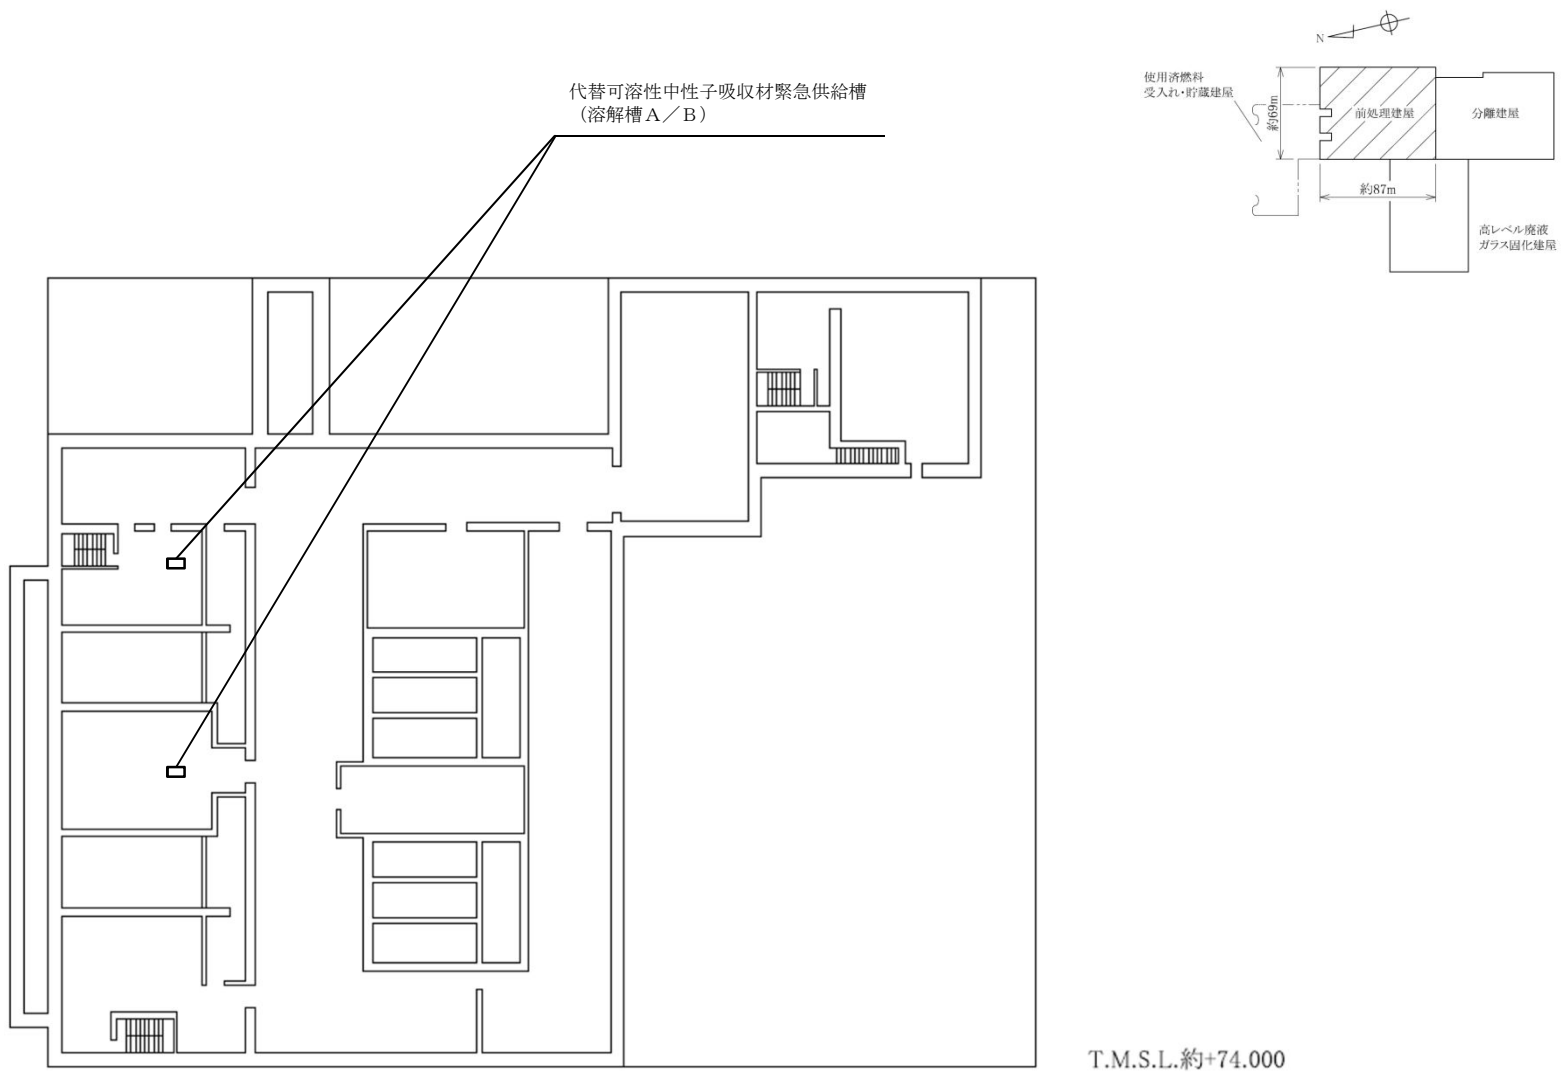 代替可溶性中性子吸収材緊急供給槽
（溶解槽Ａ／Ｂ）
N
使用済燃料
受入れ・貯蔵建屋
約69m
前処理建屋
分離建屋
約87m
高レベル廃液
ガラス固化建屋
T.M.S.L.約+74.000